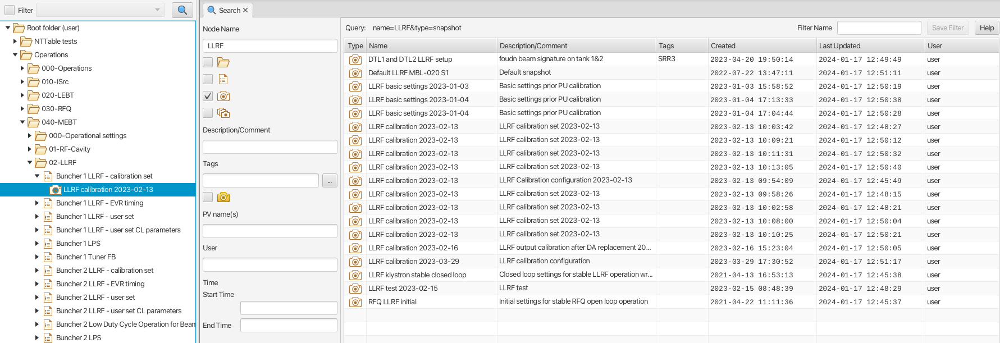 Filter
Root folder (user)
NTTable tests
Operations
000-Operations
010-ISrc
020-LEBT
030-RFQ
040-MEBT
000-Operational settings
01-RF-Cavity
02-LLRF
Buncher 1 LLRF - calibration set
LLRF calibration 2023-02-13
Buncher 1 LLRF - EVR timing
Buncher 1 LLRF - user set
Buncher 1 LLRF - user set CL parameters
Buncher 1 LPS
Buncher 1 Tuner FB
Buncher 2 LLRF - calibration set
Buncher 2 LLRF - EVR timing
Buncher 2 LLRF - user set
Buncher 2 LLRF - user set CL parameters
Buncher 2 Low Duty Cycle Operation for Beam
Buncher 2 LPS
Search
Node Name
LLRF
Description/Comment
Tags
...
PV name(s)
User
Time
Start Time
End Time
Query: name=LLRF&type=snapshot Filter Name Save Filter Help
Type Name Description/Comment Tags Created Last Updated User
DTL1 and DTL2 LLRF setup foudn beam signature on tank 1&2 SRR3 2023-04-20 19:50:14 2024-01-17 12:49:49 user
Default LLRF MBL-020 S1 Default snapshot 2022-07-22 13:47:11 2024-01-17 12:51:11 user
LLRF basic settings 2023-01-03 Basic settings prior PU calibration 2023-01-03 15:58:52 2024-01-17 12:50:19 user
LLRF basic settings 2023-01-04 Basic settings prior PU calibration 2023-01-04 17:13:33 2024-01-17 12:50:38 user
LLRF basic settings 2023-01-04 Basic settings prior PU calibration 2023-01-04 17:04:44 2024-01-17 12:50:28 user
LLRF calibration 2023-02-13 LLRF calibration set 2023-02-13 2023-02-13 10:03:42 2024-01-17 12:48:27 user
LLRF calibration 2023-02-13 LLRF calibration set 2023-02-13 2023-02-13 10:09:21 2024-01-17 12:50:12 user
LLRF calibration 2023-02-13 LLRF calibration set 2023-02-13 2023-02-13 10:11:31 2024-01-17 12:50:32 user
LLRF calibration 2023-02-13 LLRF calibration set 2023-02-13 2023-02-13 10:13:05 2024-01-17 12:50:40 user
LLRF calibration 2023-02-13 LLRF Calibration configuration 2023-02-13 2023-02-13 09:54:09 2024-01-17 12:45:49 user
LLRF calibration 2023-02-13 LLRF calibration set 2023-02-13 2023-02-13 09:58:26 2024-01-17 12:48:15 user
LLRF calibration 2023-02-13 LLRF calibration set 2023-02-13 2023-02-13 10:02:58 2024-01-17 12:48:21 user
LLRF calibration 2023-02-13 LLRF calibration set 2023-02-13 2023-02-13 10:08:00 2024-01-17 12:50:04 user
LLRF calibration 2023-02-13 LLRF calibration set 2023-02-13 2023-02-13 10:10:25 2024-01-17 12:50:21 user
LLRF calibration 2023-02-16 LLRF output calibration after DA replacement 20... 2023-02-16 15:23:04 2024-01-17 12:50:05 user
LLRF calibration 2023-03-29 LLRF calibration configuration 2023-03-29 17:30:52 2024-01-17 12:51:17 user
LLRF klystron stable closed loop Closed loop settings for stable LLRF operation wr... 2021-04-13 16:53:13 2024-01-17 12:45:38 user
LLRF test 2023-02-15 LLRF test 2023-02-15 08:48:39 2024-01-17 12:48:29 user
RFQ LLRF initial Initial settings for stable RFQ open loop operation 2021-04-22 11:11:36 2024-01-17 12:45:37 user